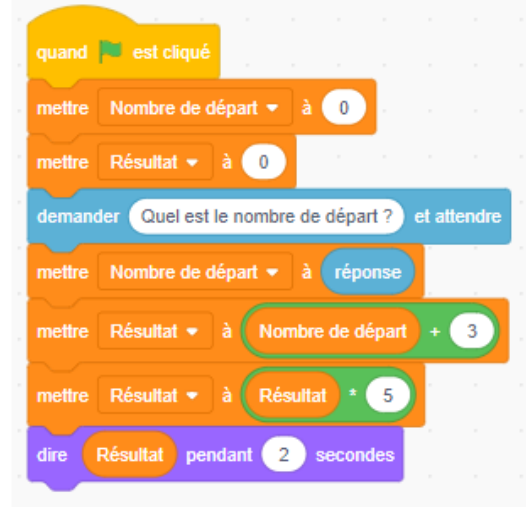 quand est cliqué
mettre Nombre de départ à 0
mettre Résultat à 0
demander Quel est le nombre de départ ? et attendre
mettre Nombre de départ à réponse
mettre Résultat à Nombre de départ + 3
mettre Résultat à Résultat * 5
dire Résultat pendant 2 secondes